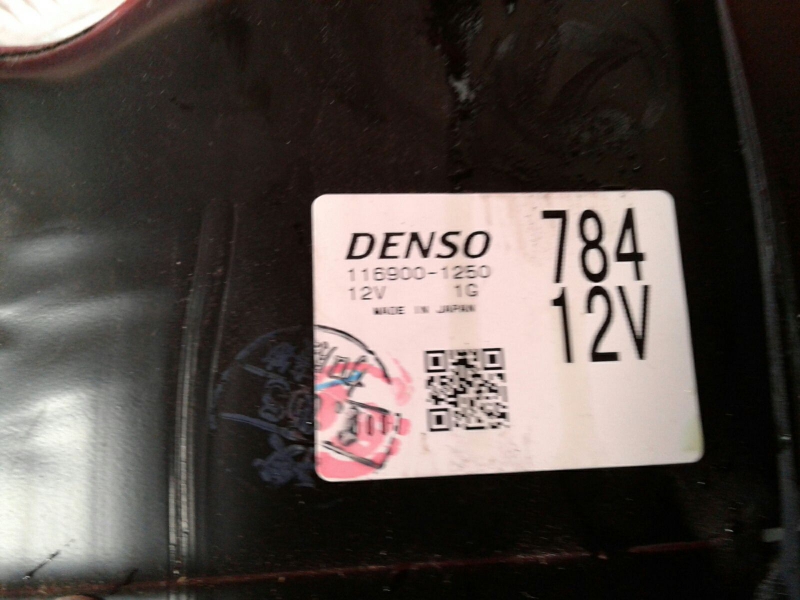 DENSO
784
116900-1250
12V 1G
12V
MADE IN JAPAN